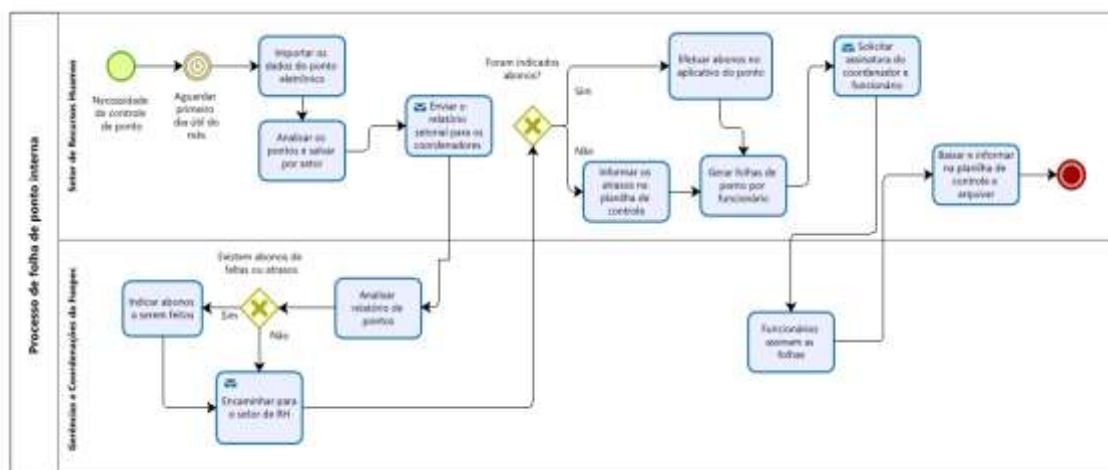 Processo de folha de ponto interna
Setor de Recursos Humanos
Necessidade
de controle
de ponto
Aguardar
primeiro
dia útil do
mês
Importar os
dados do ponto
eletrônico
Analisar os
pontos e salvar
por setor
Enviar o
relatório
setorial para os
coordenadores
Foram indicados
abonos?
Sim
Não
Efetuar abonos no
aplicativo do ponto
Informar os
atrasos na
planilha de
controle
Gerar folhas de
ponto por
funcionário
Solicitar
assinatura do
coordenador e
funcionário
Baixar e informar
na planilha de
controle e
arquivar
Gerências e Coordenações da
Existem abonos de
faltas ou atrasos
Indicar abonos
a serem feitos
Sim
Não
Analisar
relatório de
pontos
Encaminhar para
o setor de RH
Funcionários
assinam as
folhas